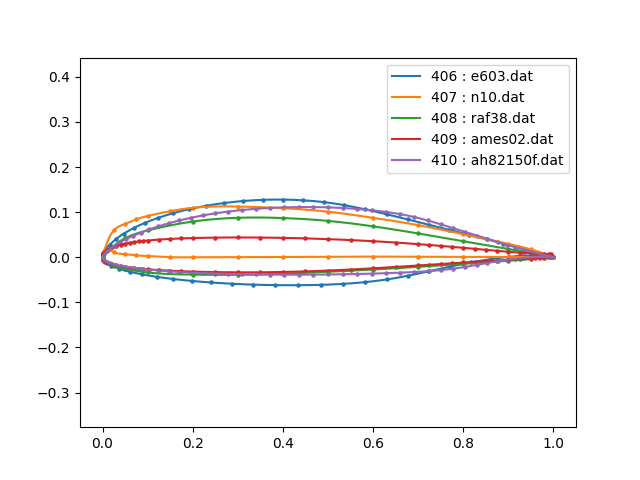 406 : e603.dat
407 : n10.dat
408 : raf38.dat
409 : ames02.dat
410 : ah82150f.dat
0.4
0.3
0.2
0.1
0.0
−0.1
−0.2
−0.3
0.0 0.2 0.4 0.6 0.8 1.0